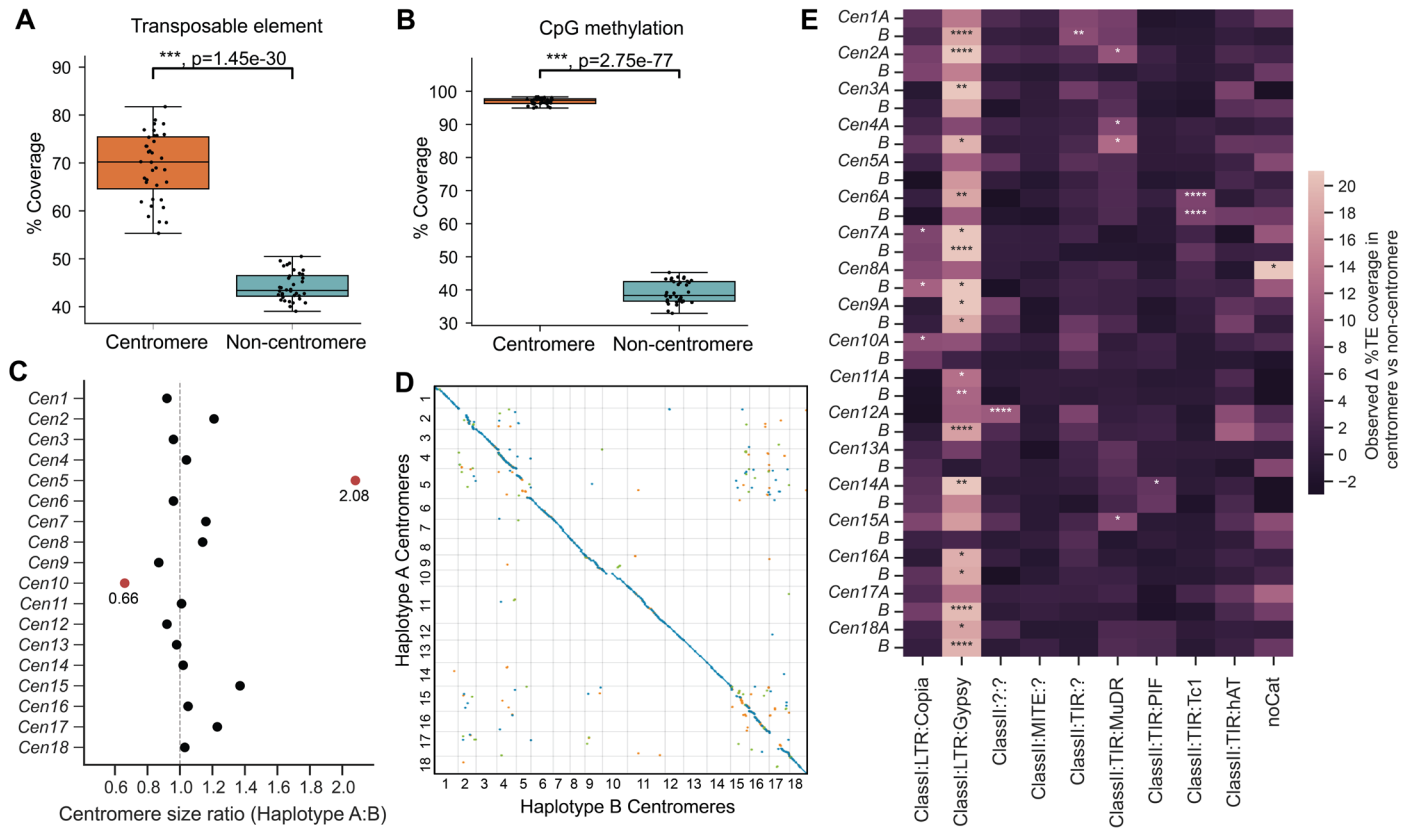 A
Transposable element
***, p=1.45e-30
90
80
70
60
50
40
% Coverage
Centromere
Non-centromere
B
CpG methylation
***, p=2.75e-77
100
90
80
70
60
50
40
30
% Coverage
Centromere
Non-centromere
C
Cen1
Cen2
Cen3
Cen4
Cen5
2.08
Cen6
Cen7
Cen8
Cen9
Cen10
0.66
Cen11
Cen12
Cen13
Cen14
Cen15
Cen16
Cen17
Cen18
0.6 0.8 1.0 1.2 1.4 1.6 1.8 2.0
Centromere size ratio (Haplotype A:B)
D
Haplotype A Centromeres
1
2
3
4
5
6
7
8
9
10
11
12
13
14
15
16
17
18
1 2 3 4 5 6 7 8 9 10 11 12 13 14 15 16 17 18
Haplotype B Centromeres
E
Cen1A
B **** **
Cen2A **** *
B
Cen3A **
B
Cen4A *
B * *
Cen5A
B
Cen6A ** ****
B ****
Cen7A * *
B ****
Cen8A *
B * *
Cen9A *
B *
Cen10A *
B
Cen11A *
B **
Cen12A ****
B ****
Cen13A
B
Cen14A ** *
B
Cen15A *
B
Cen16A *
B *
Cen17A
B ****
Cen18A *
B ****
ClassI:LTR:Copia
ClassI:LTR:Gypsy
ClassII:?:?
ClassII:MITE:?
ClassII:TIR:?
ClassII:TIR:MuDR
ClassII:TIR:PIF
ClassII:TIR:Tc1
ClassII:TIR:hAT
noCat
20
18
16
14
12
10
8
6
4
2
0
−2
Observed Δ %TE coverage in
centromere vs non-centromere